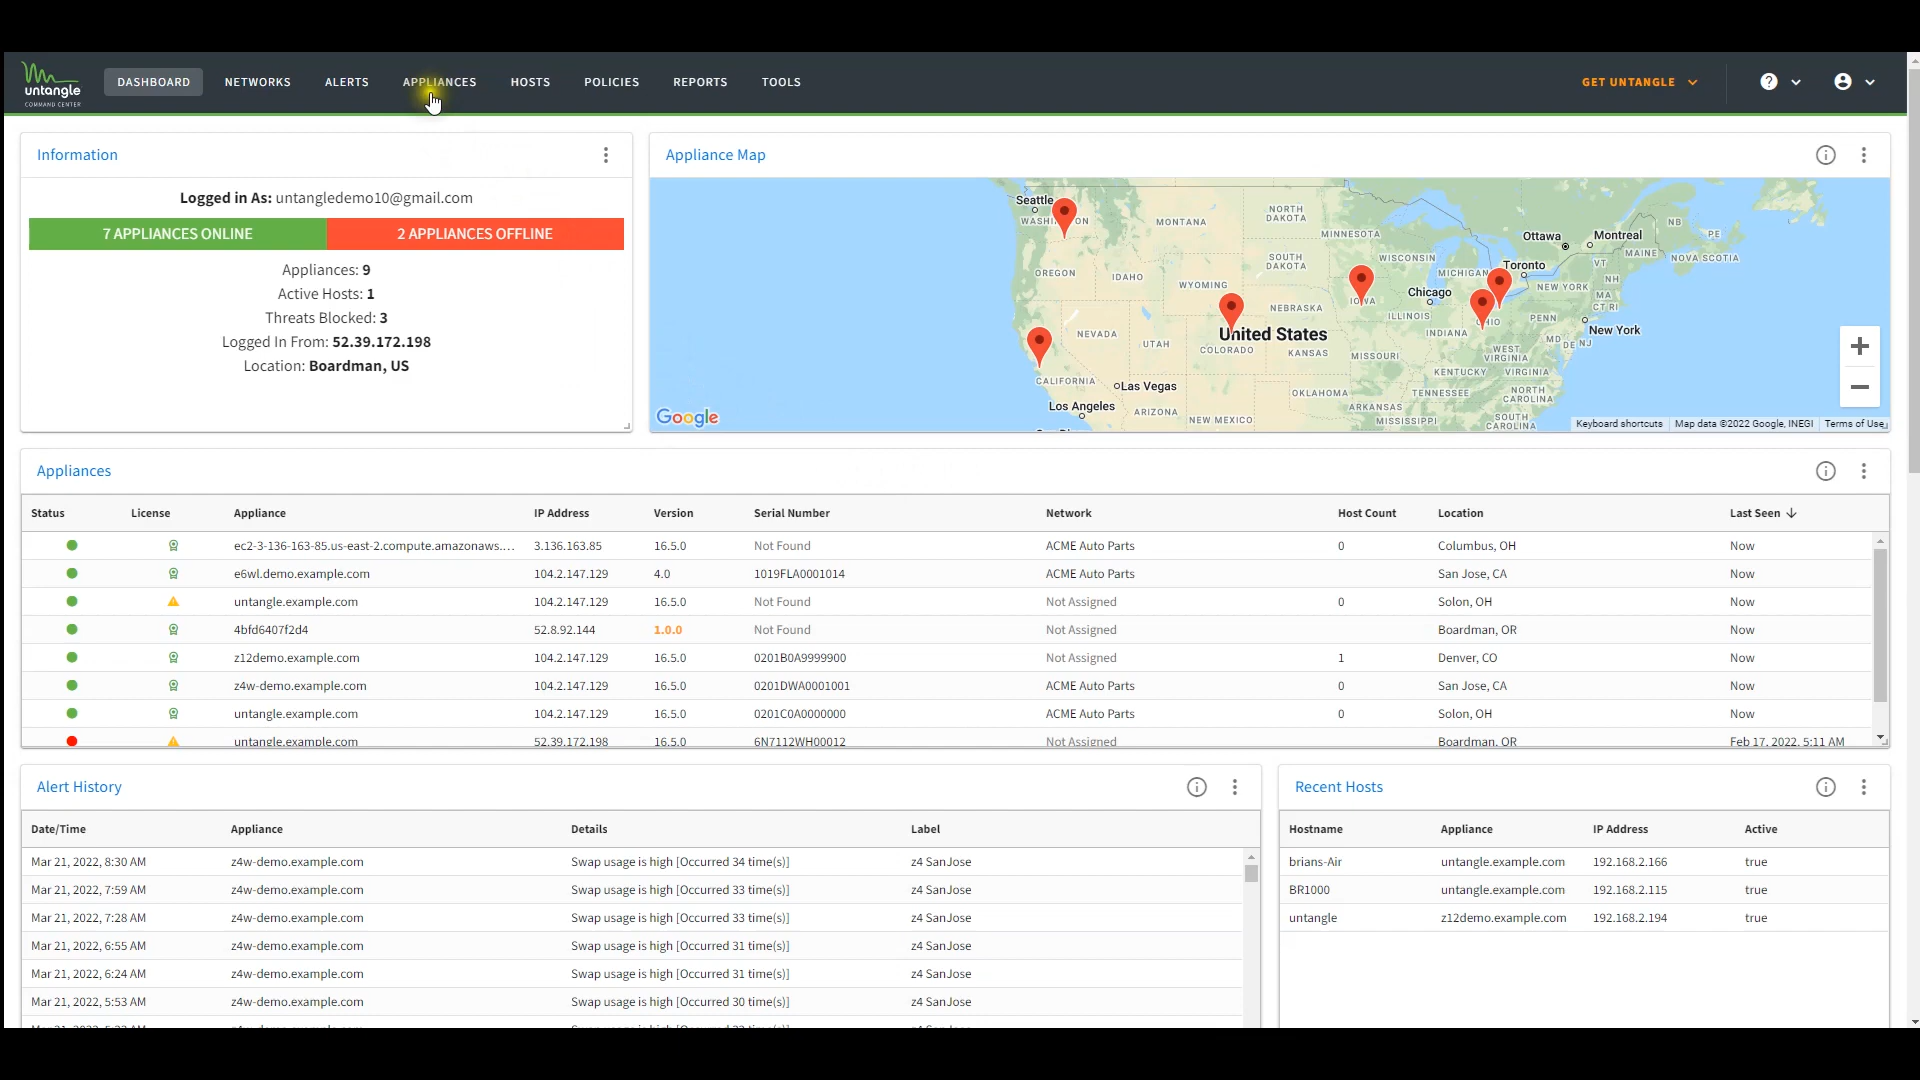 untangle
COMMAND CENTER
DASHBOARD NETWORKS ALERTS APPLIANCES HOSTS POLICIES REPORTS TOOLS GET UNTANGLE
Information
Logged in As: untangledemo10@gmail.com
7 APPLIANCES ONLINE 2 APPLIANCES OFFLINE
Appliances: 9
Active Hosts: 1
Threats Blocked: 3
Logged In From: 52.39.172.198
Location: Boardman, US
Appliance Map
Seattle
WASHINGTON
MONTANA
NORTH DAKOTA
MINNESOTA
Ottawa
Montreal
NB
PE
MAINE
NOVA SCOTIA
OREGON
IDAHO
WYOMING
SOUTH DAKOTA
WISCONSIN
MICHIGAN
Toronto
VT
NH
NEW YORK
MA
CT RI
IOWA
Chicago
NEBRASKA
ILLINOIS
INDIANA
OHIO
PENN
New York
NEVADA
UTAH
COLORADO
United States
KANSAS
MISSOURI
WEST VIRGINIA
MD
DE NJ
KENTUCKY
VIRGINIA
CALIFORNIA
Las Vegas
Los Angeles
ARIZONA
NEW MEXICO
OKLAHOMA
ARKANSAS
TENNESSEE
NORTH CAROLINA
MISSISSIPPI
SOUTH CAROLINA
Google
Keyboard shortcuts Map data ©2022 Google, INEGI Terms of Use
Appliances
Status License Appliance IP Address Version Serial Number Network Host Count Location Last Seen
ec2-3-136-163-85.us-east-2.compute.amazonaws.... 3.136.163.85 16.5.0 Not Found ACME Auto Parts 0 Columbus, OH Now
e6wl.demo.example.com 104.2.147.129 4.0 1019FLA0001014 ACME Auto Parts San Jose, CA Now
untangle.example.com 104.2.147.129 16.5.0 Not Found Not Assigned 0 Solon, OH Now
4bfd6407f2d4 52.8.92.144 1.0.0 Not Found Not Assigned Boardman, OR Now
z12demo.example.com 104.2.147.129 16.5.0 0201B0A9999900 Not Assigned 1 Denver, CO Now
z4w-demo.example.com 104.2.147.129 16.5.0 0201DWA0001001 ACME Auto Parts 0 San Jose, CA Now
untangle.example.com 104.2.147.129 16.5.0 0201C0A0000000 ACME Auto Parts 0 Solon, OH Now
untangle.example.com 52.39.172.198 16.5.0 6N7112WH00012 Not Assigned Boardman, OR Feb 17, 2022, 5:11 AM
Alert History
Date/Time Appliance Details Label
Mar 21, 2022, 8:30 AM z4w-demo.example.com Swap usage is high [Occurred 34 time(s)] z4 SanJose
Mar 21, 2022, 7:59 AM z4w-demo.example.com Swap usage is high [Occurred 33 time(s)] z4 SanJose
Mar 21, 2022, 7:28 AM z4w-demo.example.com Swap usage is high [Occurred 33 time(s)] z4 SanJose
Mar 21, 2022, 6:55 AM z4w-demo.example.com Swap usage is high [Occurred 31 time(s)] z4 SanJose
Mar 21, 2022, 6:24 AM z4w-demo.example.com Swap usage is high [Occurred 31 time(s)] z4 SanJose
Mar 21, 2022, 5:53 AM z4w-demo.example.com Swap usage is high [Occurred 30 time(s)] z4 SanJose
Recent Hosts
Hostname Appliance IP Address Active
brians-Air untangle.example.com 192.168.2.166 true
BR1000 untangle.example.com 192.168.2.115 true
untangle z12demo.example.com 192.168.2.194 true